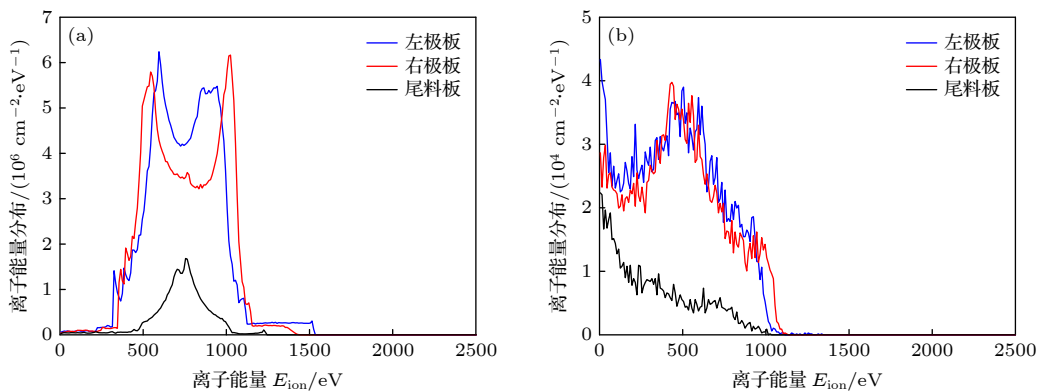 (a)
左极板
右极板
尾料板
离子能量分布/(10⁶ cm⁻²·eV⁻¹)
7
6
5
4
3
2
1
0
0 500 1000 1500 2000 2500
离子能量 E_ion/eV
(b)
左极板
右极板
尾料板
离子能量分布/(10⁴ cm⁻²·eV⁻¹)
5
4
3
2
1
0
0 500 1000 1500 2000 2500
离子能量 E_ion/eV